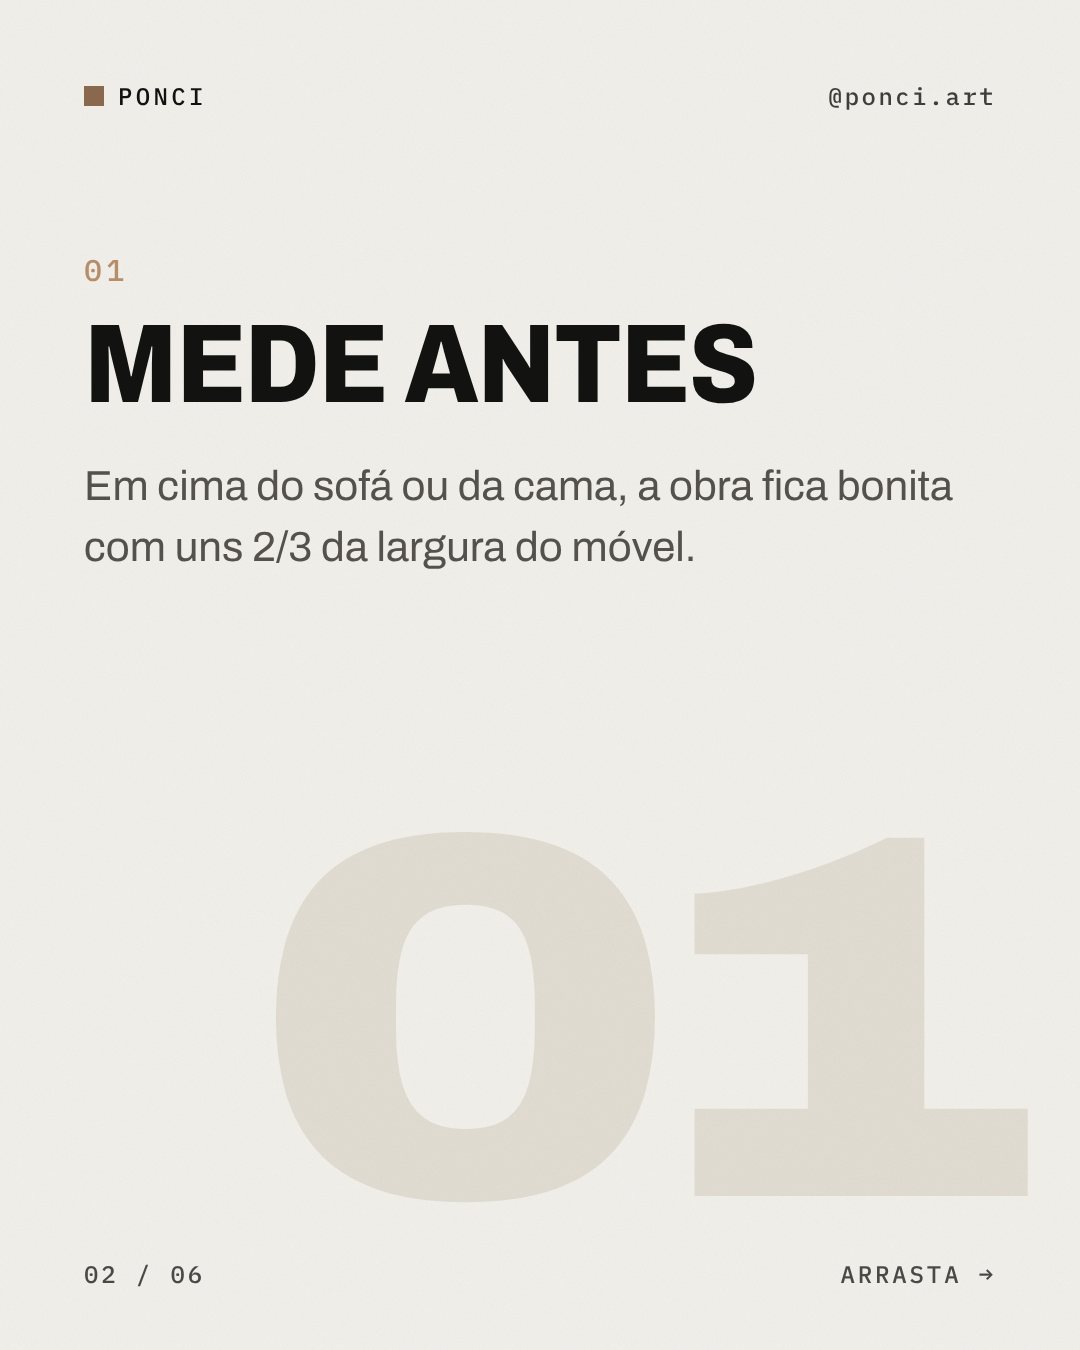 PONCI
@ponci.art
01
MEDE ANTES
Em cima do sofá ou da cama, a obra fica bonita
com uns 2/3 da largura do móvel.
01
02 / 06
ARRASTA →